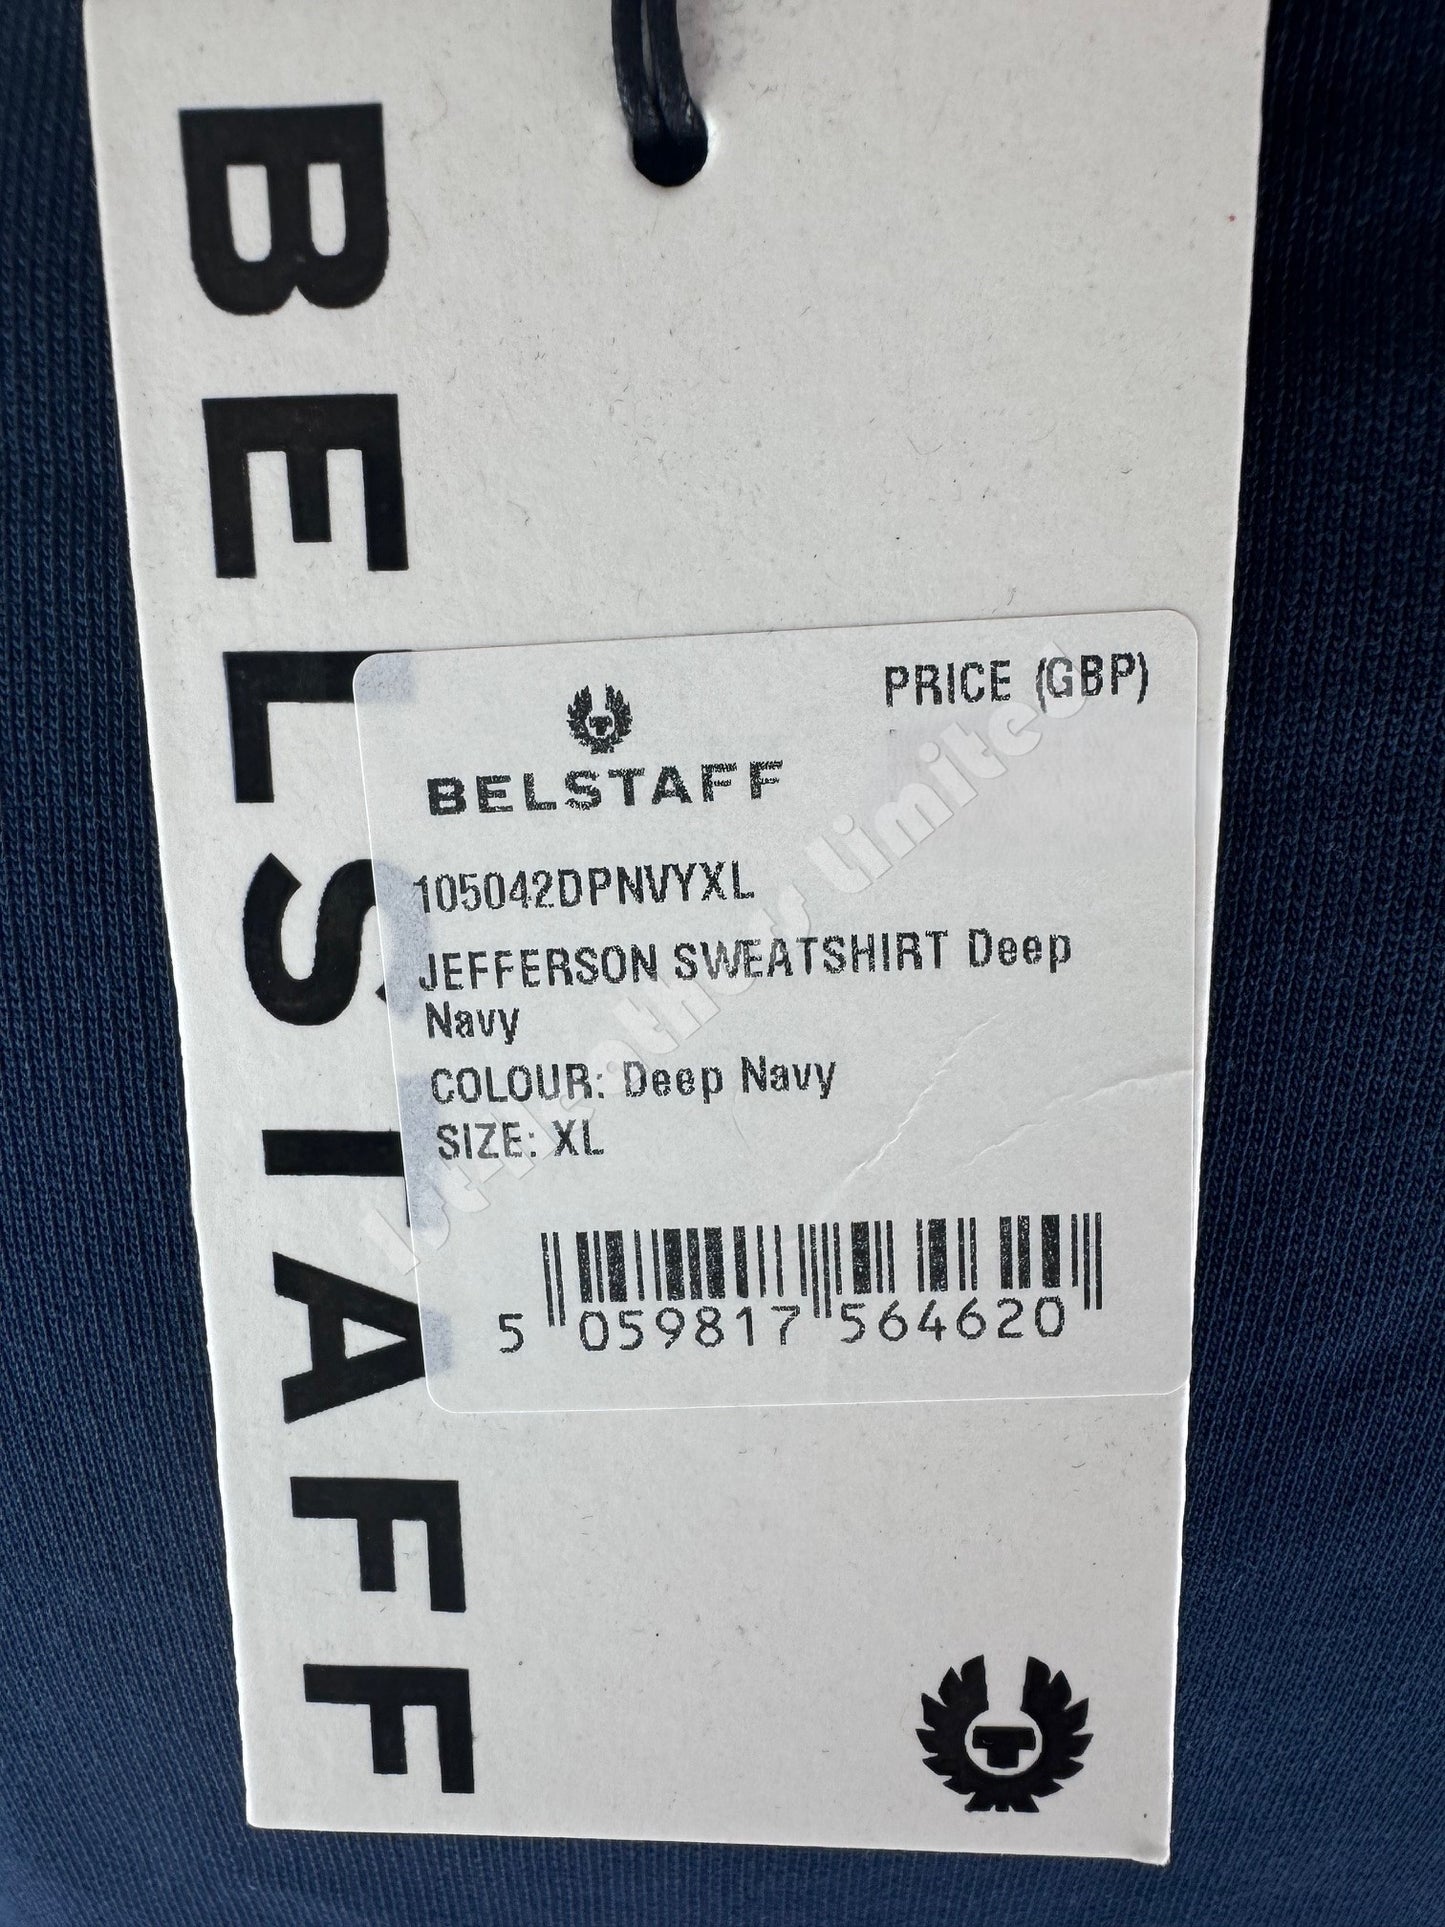 BELSTAFF
PRICE (GBP)
BELSTAFF
105042DPNVYXL
JEFFERSON SWEATSHIRT Deep
Navy
COLOUR: Deep Navy
SIZE: XL
5 059817 564620